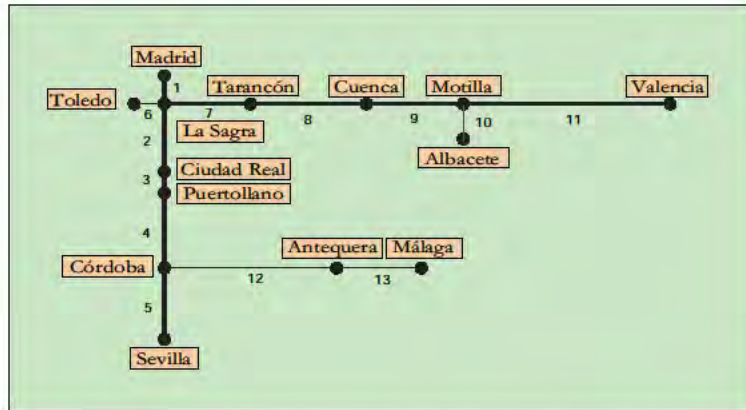 Madrid
1
Toledo
Tarancón
Cuenca
Motilla
Valencia
6
7
8
9
10
11
2
La Sagra
Albacete
Ciudad Real
3
Puertollano
4
Antequera
Málaga
Córdoba
12
13
5
Sevilla